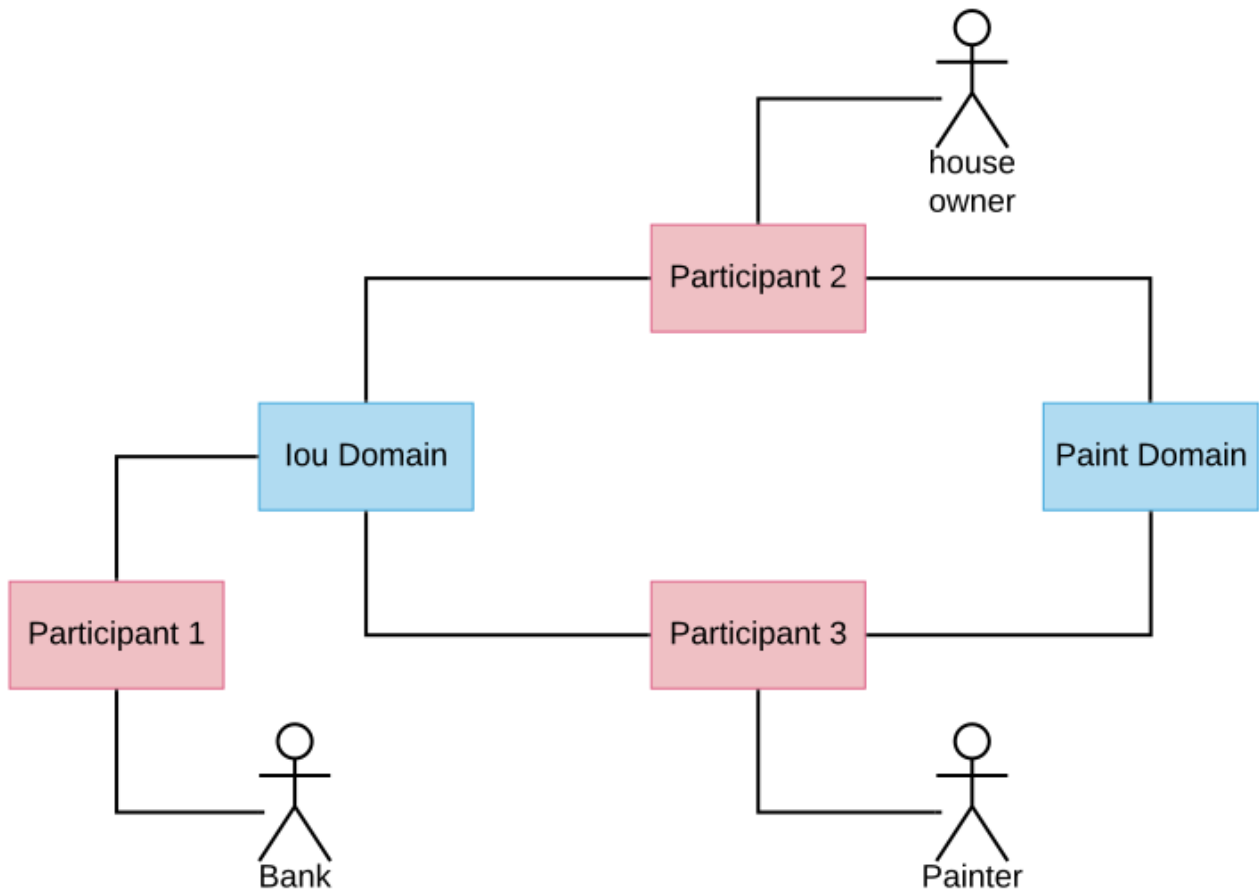 house
owner
Participant 2
Iou Domain
Paint Domain
Participant 1
Participant 3
Bank
Painter